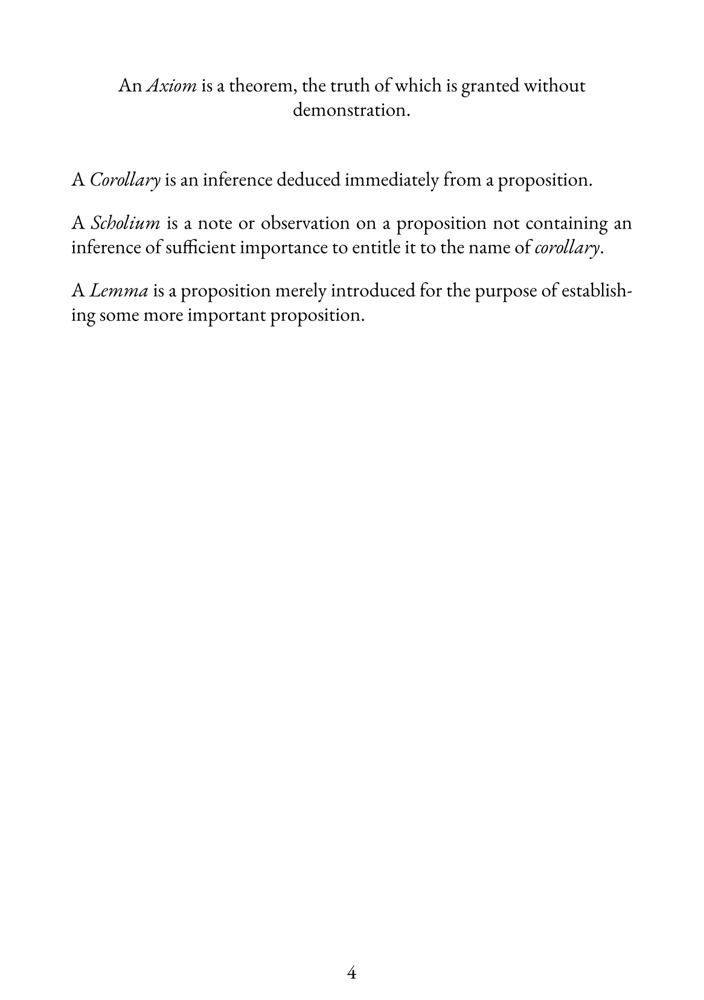 An Axiom is a theorem, the truth of which is granted without
demonstration.
A Corollary is an inference deduced immediately from a proposition.
A Scholium is a note or observation on a proposition not containing an
inference of sufficient importance to entitle it to the name of corollary.
A Lemma is a proposition merely introduced for the purpose of establish-
ing some more important proposition.
4